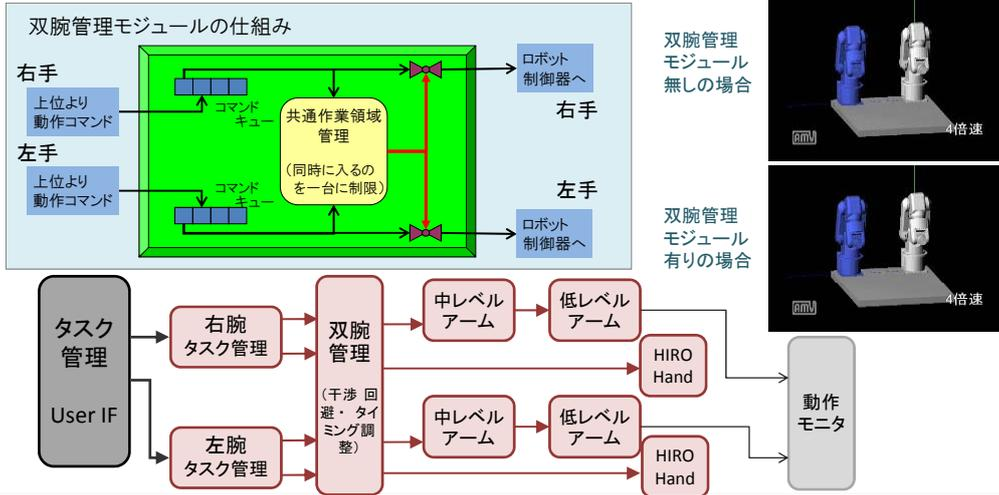 双腕管理モジュールの仕組み
右手
上位より
動作コマンド
コマンド
キュー
左手
上位より
動作コマンド
コマンド
キュー
共通作業領域
管理
（同時に入るの
を一台に制限）
ロボット
制御器へ
右手
左手
ロボット
制御器へ
双腕管理
モジュール
無しの場合
4倍速
AMV
双腕管理
モジュール
有りの場合
4倍速
AMV
タスク
管理
User IF
右腕
タスク管理
左腕
タスク管理
双腕
管理
（干渉 回
避・ タイ
ミング調
整）
中レベル
アーム
低レベル
アーム
HIRO
Hand
中レベル
アーム
低レベル
アーム
HIRO
Hand
動作
モニタ